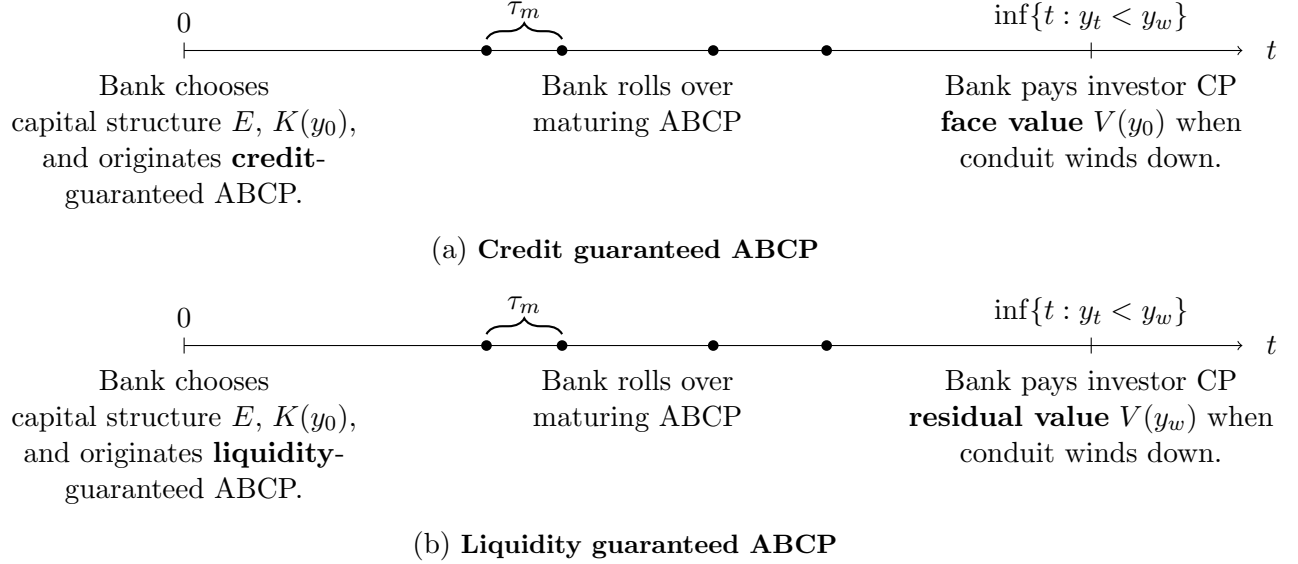 τ_m
inf{t : y_t < y_w}
0
t
Bank chooses
capital structure E, K(y_0),
and originates credit-
guaranteed ABCP.
Bank rolls over
maturing ABCP
Bank pays investor CP
face value V(y_0) when
conduit winds down.
(a) Credit guaranteed ABCP
τ_m
inf{t : y_t < y_w}
0
t
Bank chooses
capital structure E, K(y_0),
and originates liquidity-
guaranteed ABCP.
Bank rolls over
maturing ABCP
Bank pays investor CP
residual value V(y_w) when
conduit winds down.
(b) Liquidity guaranteed ABCP